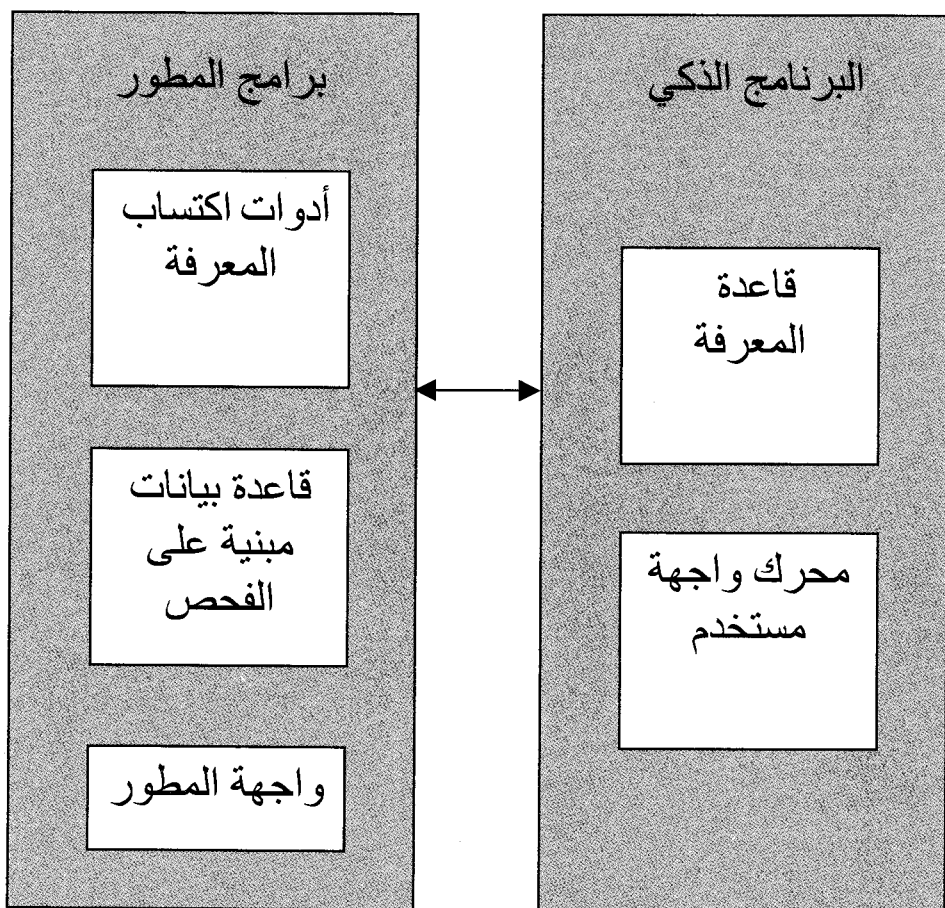 البرنامج الذكي
قاعدة
المعرفة
محرك واجهة
مستخدم
برامج المطور
أدوات اكتساب
المعرفة
قاعدة بيانات
مبنية على
الفحص
واجهة المطور